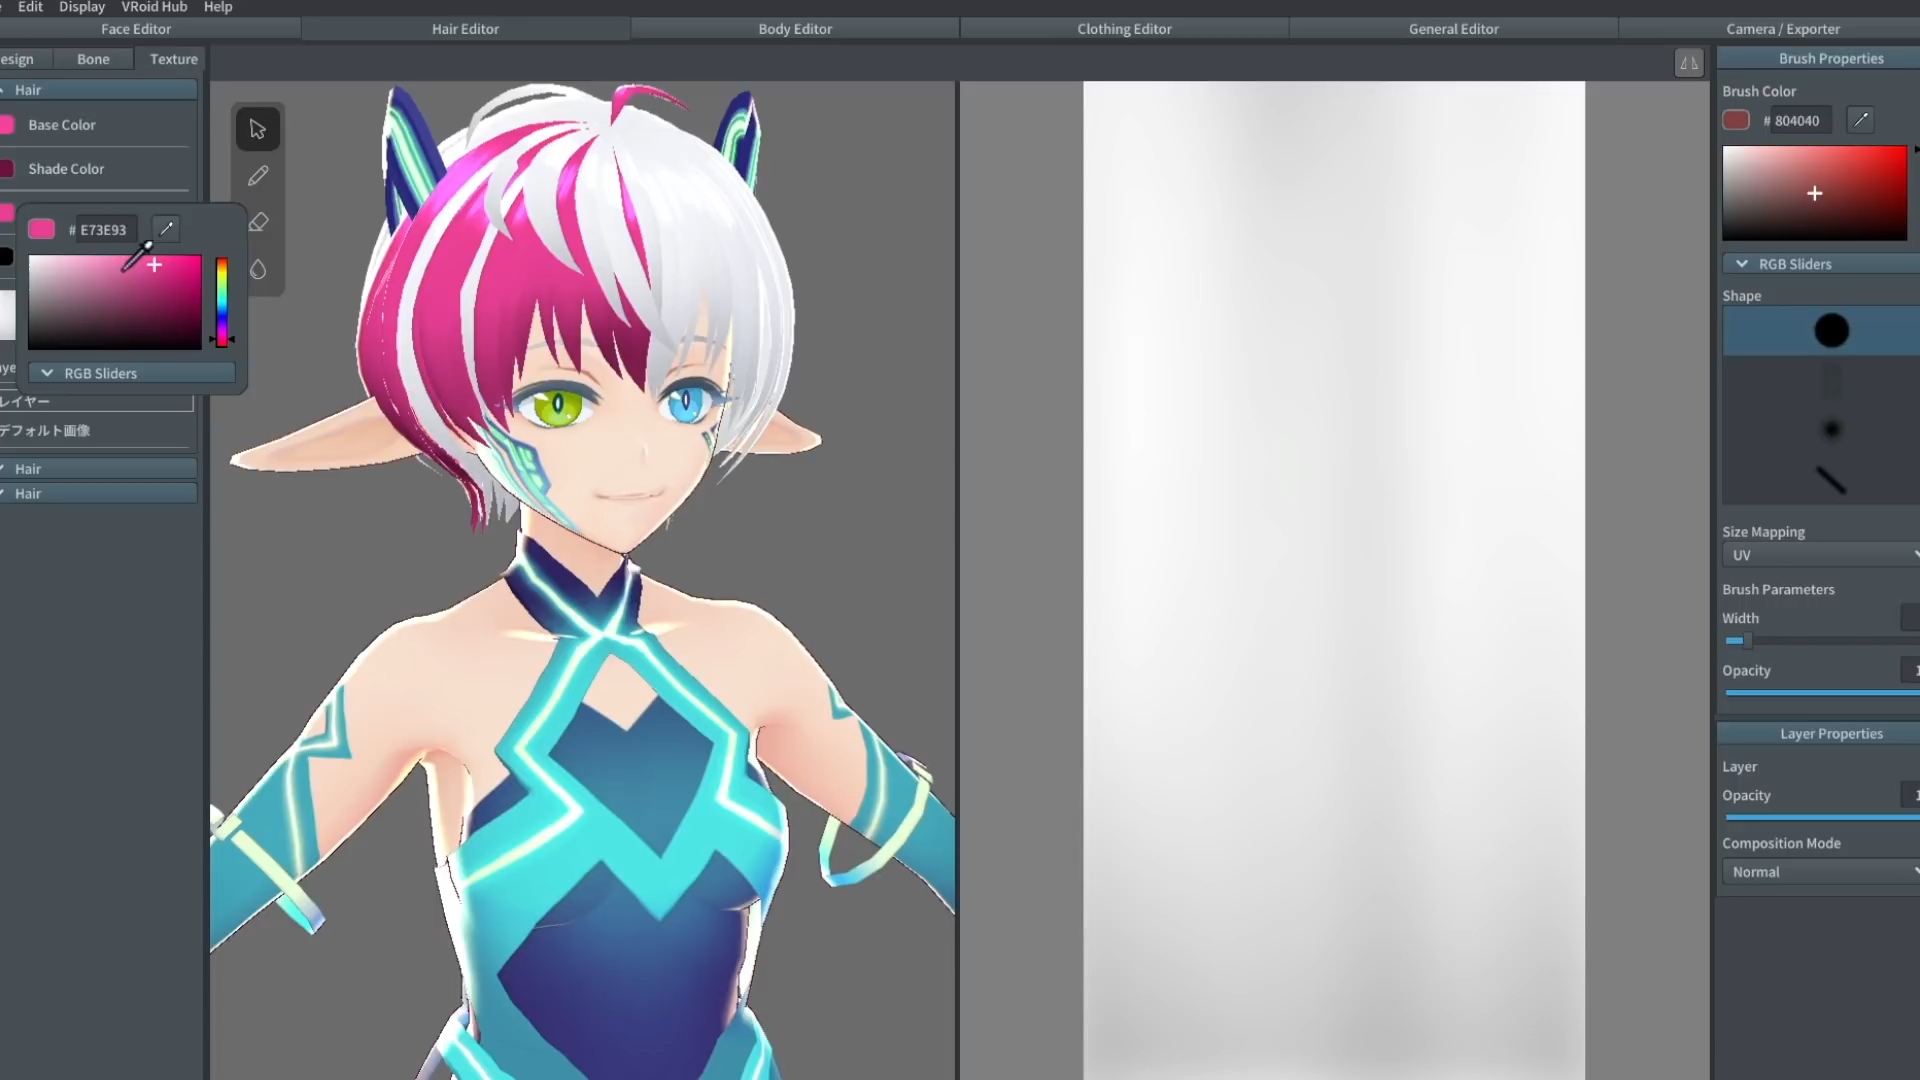 Edit Display VRoid Hub Help
Face Editor Hair Editor Body Editor Clothing Editor General Editor Camera / Exporter
esign Bone Texture
Hair
Base Color
Shade Color
# E73E93
RGB Sliders
レイヤー
デフォルト画像
Hair
Hair
Brush Properties
Brush Color
# 804040
RGB Sliders
Shape
Size Mapping
UV
Brush Parameters
Width
Opacity
Layer Properties
Layer
Opacity
Composition Mode
Normal